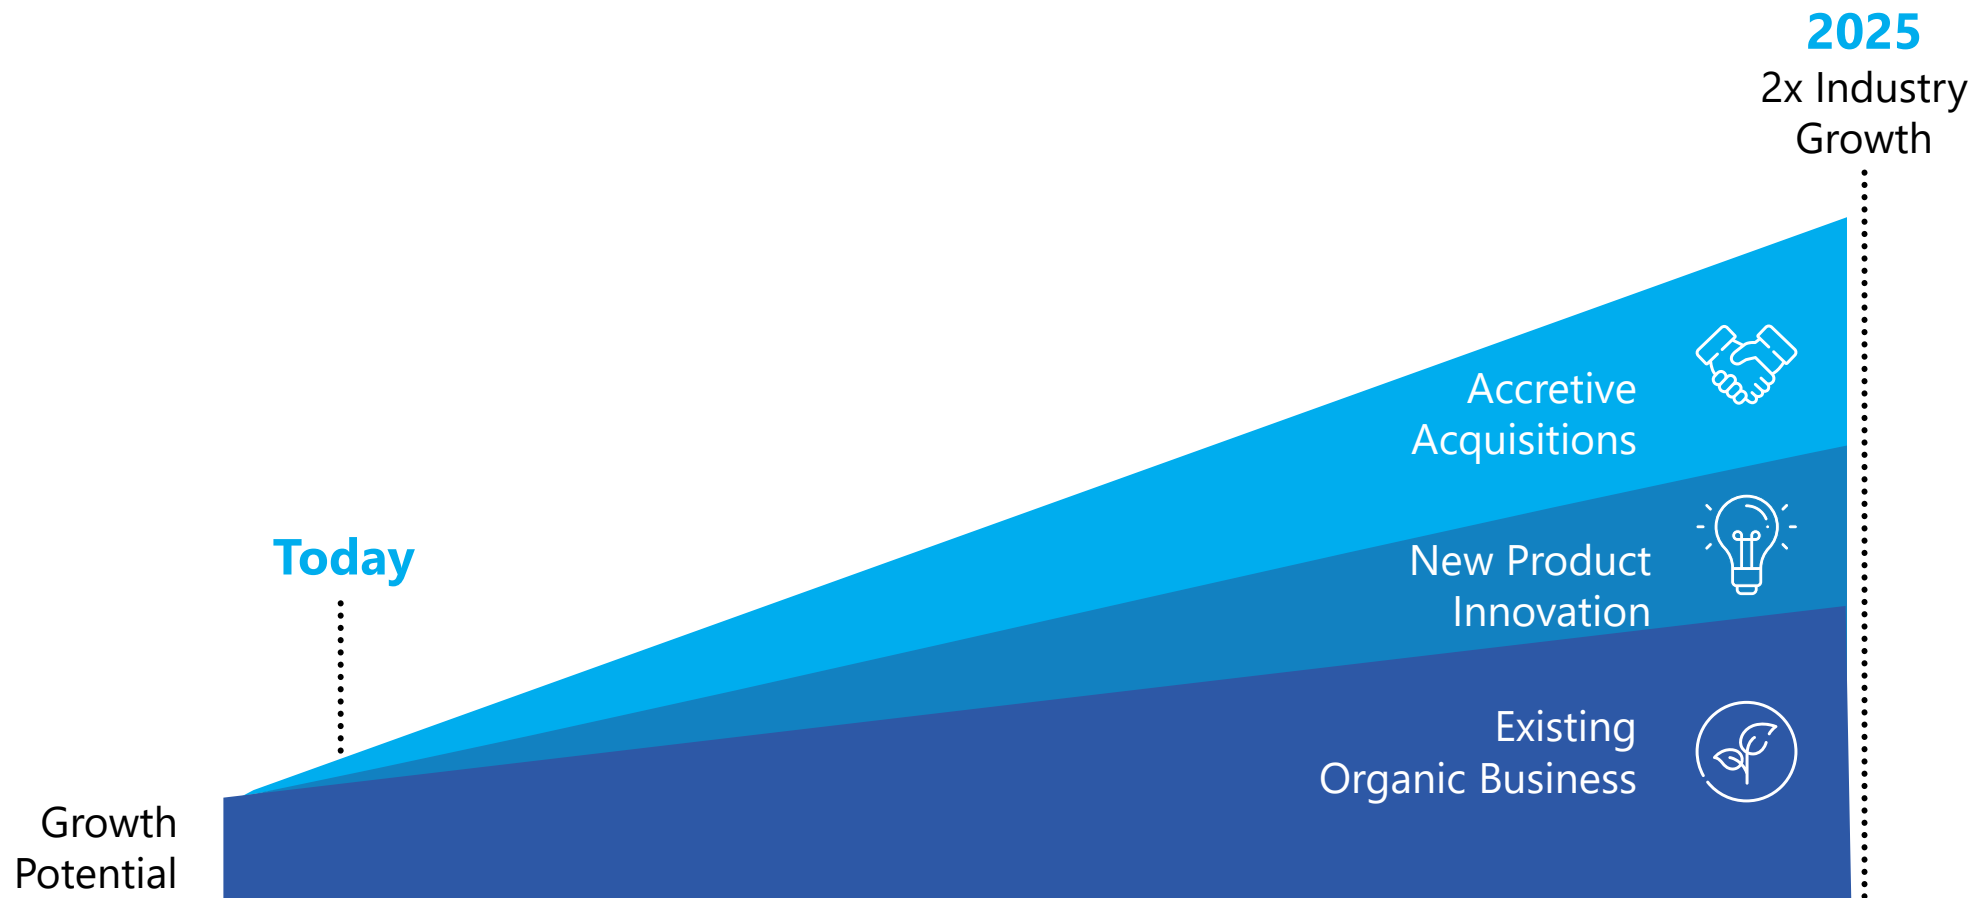 2025
2x Industry
Growth
Accretive
Acquisitions
Today
New Product
Innovation
Existing
Organic Business
Growth
Potential